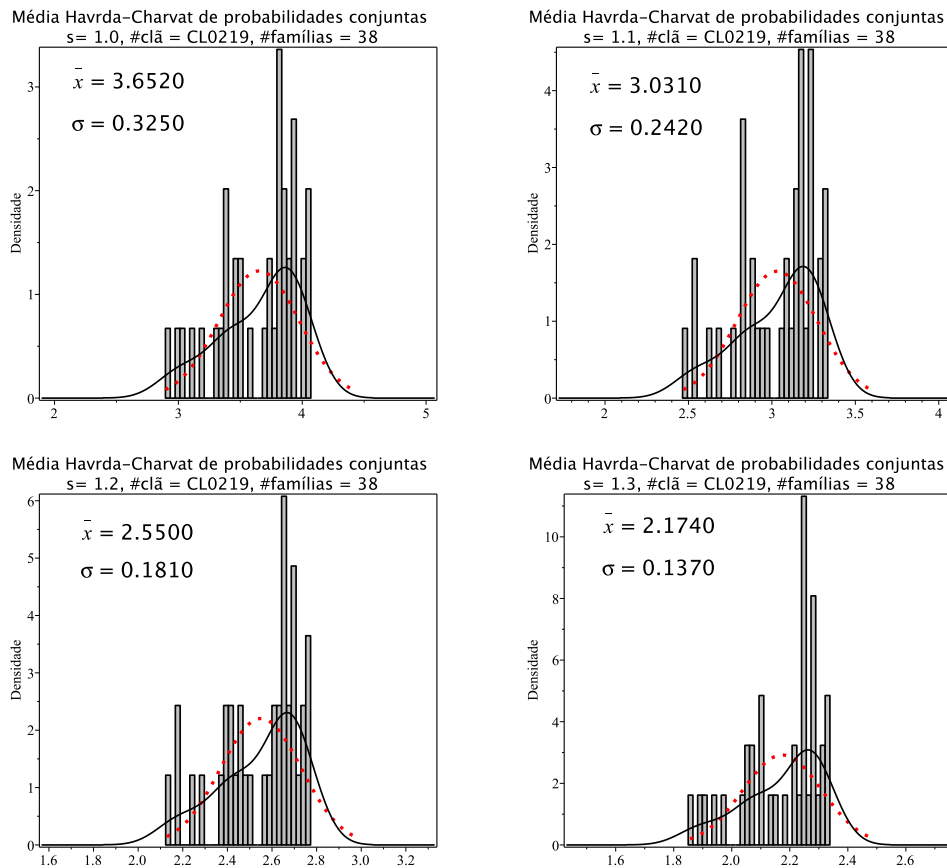 Média Havrda-Charvat de probabilidades conjuntas
s= 1.0, #clã = CL0219, #famílias = 38
x̄ = 3.6520
σ = 0.3250
Densidade
3
2
1
0
2 3 4 5
Média Havrda-Charvat de probabilidades conjuntas
s= 1.1, #clã = CL0219, #famílias = 38
x̄ = 3.0310
σ = 0.2420
Densidade
4
3
2
1
0
2 2.5 3 3.5 4
Média Havrda-Charvat de probabilidades conjuntas
s= 1.2, #clã = CL0219, #famílias = 38
x̄ = 2.5500
σ = 0.1810
Densidade
6
5
4
3
2
1
0
1.6 1.8 2.0 2.2 2.4 2.6 2.8 3.0 3.2
Média Havrda-Charvat de probabilidades conjuntas
s= 1.3, #clã = CL0219, #famílias = 38
x̄ = 2.1740
σ = 0.1370
Densidade
10
8
6
4
2
0
1.6 1.8 2.0 2.2 2.4 2.6